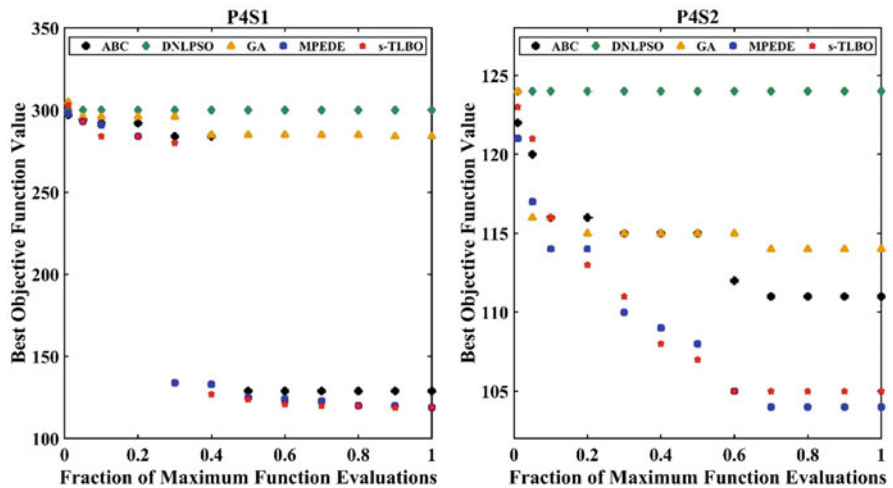 P4S1
ABC DNLPSO GA MPEDE s-TLBO
350
300
250
200
150
100
0 0.2 0.4 0.6 0.8 1
Best Objective Function Value
Fraction of Maximum Function Evaluations
P4S2
ABC DNLPSO GA MPEDE s-TLBO
125
120
115
110
105
0 0.2 0.4 0.6 0.8 1
Best Objective Function Value
Fraction of Maximum Function Evaluations